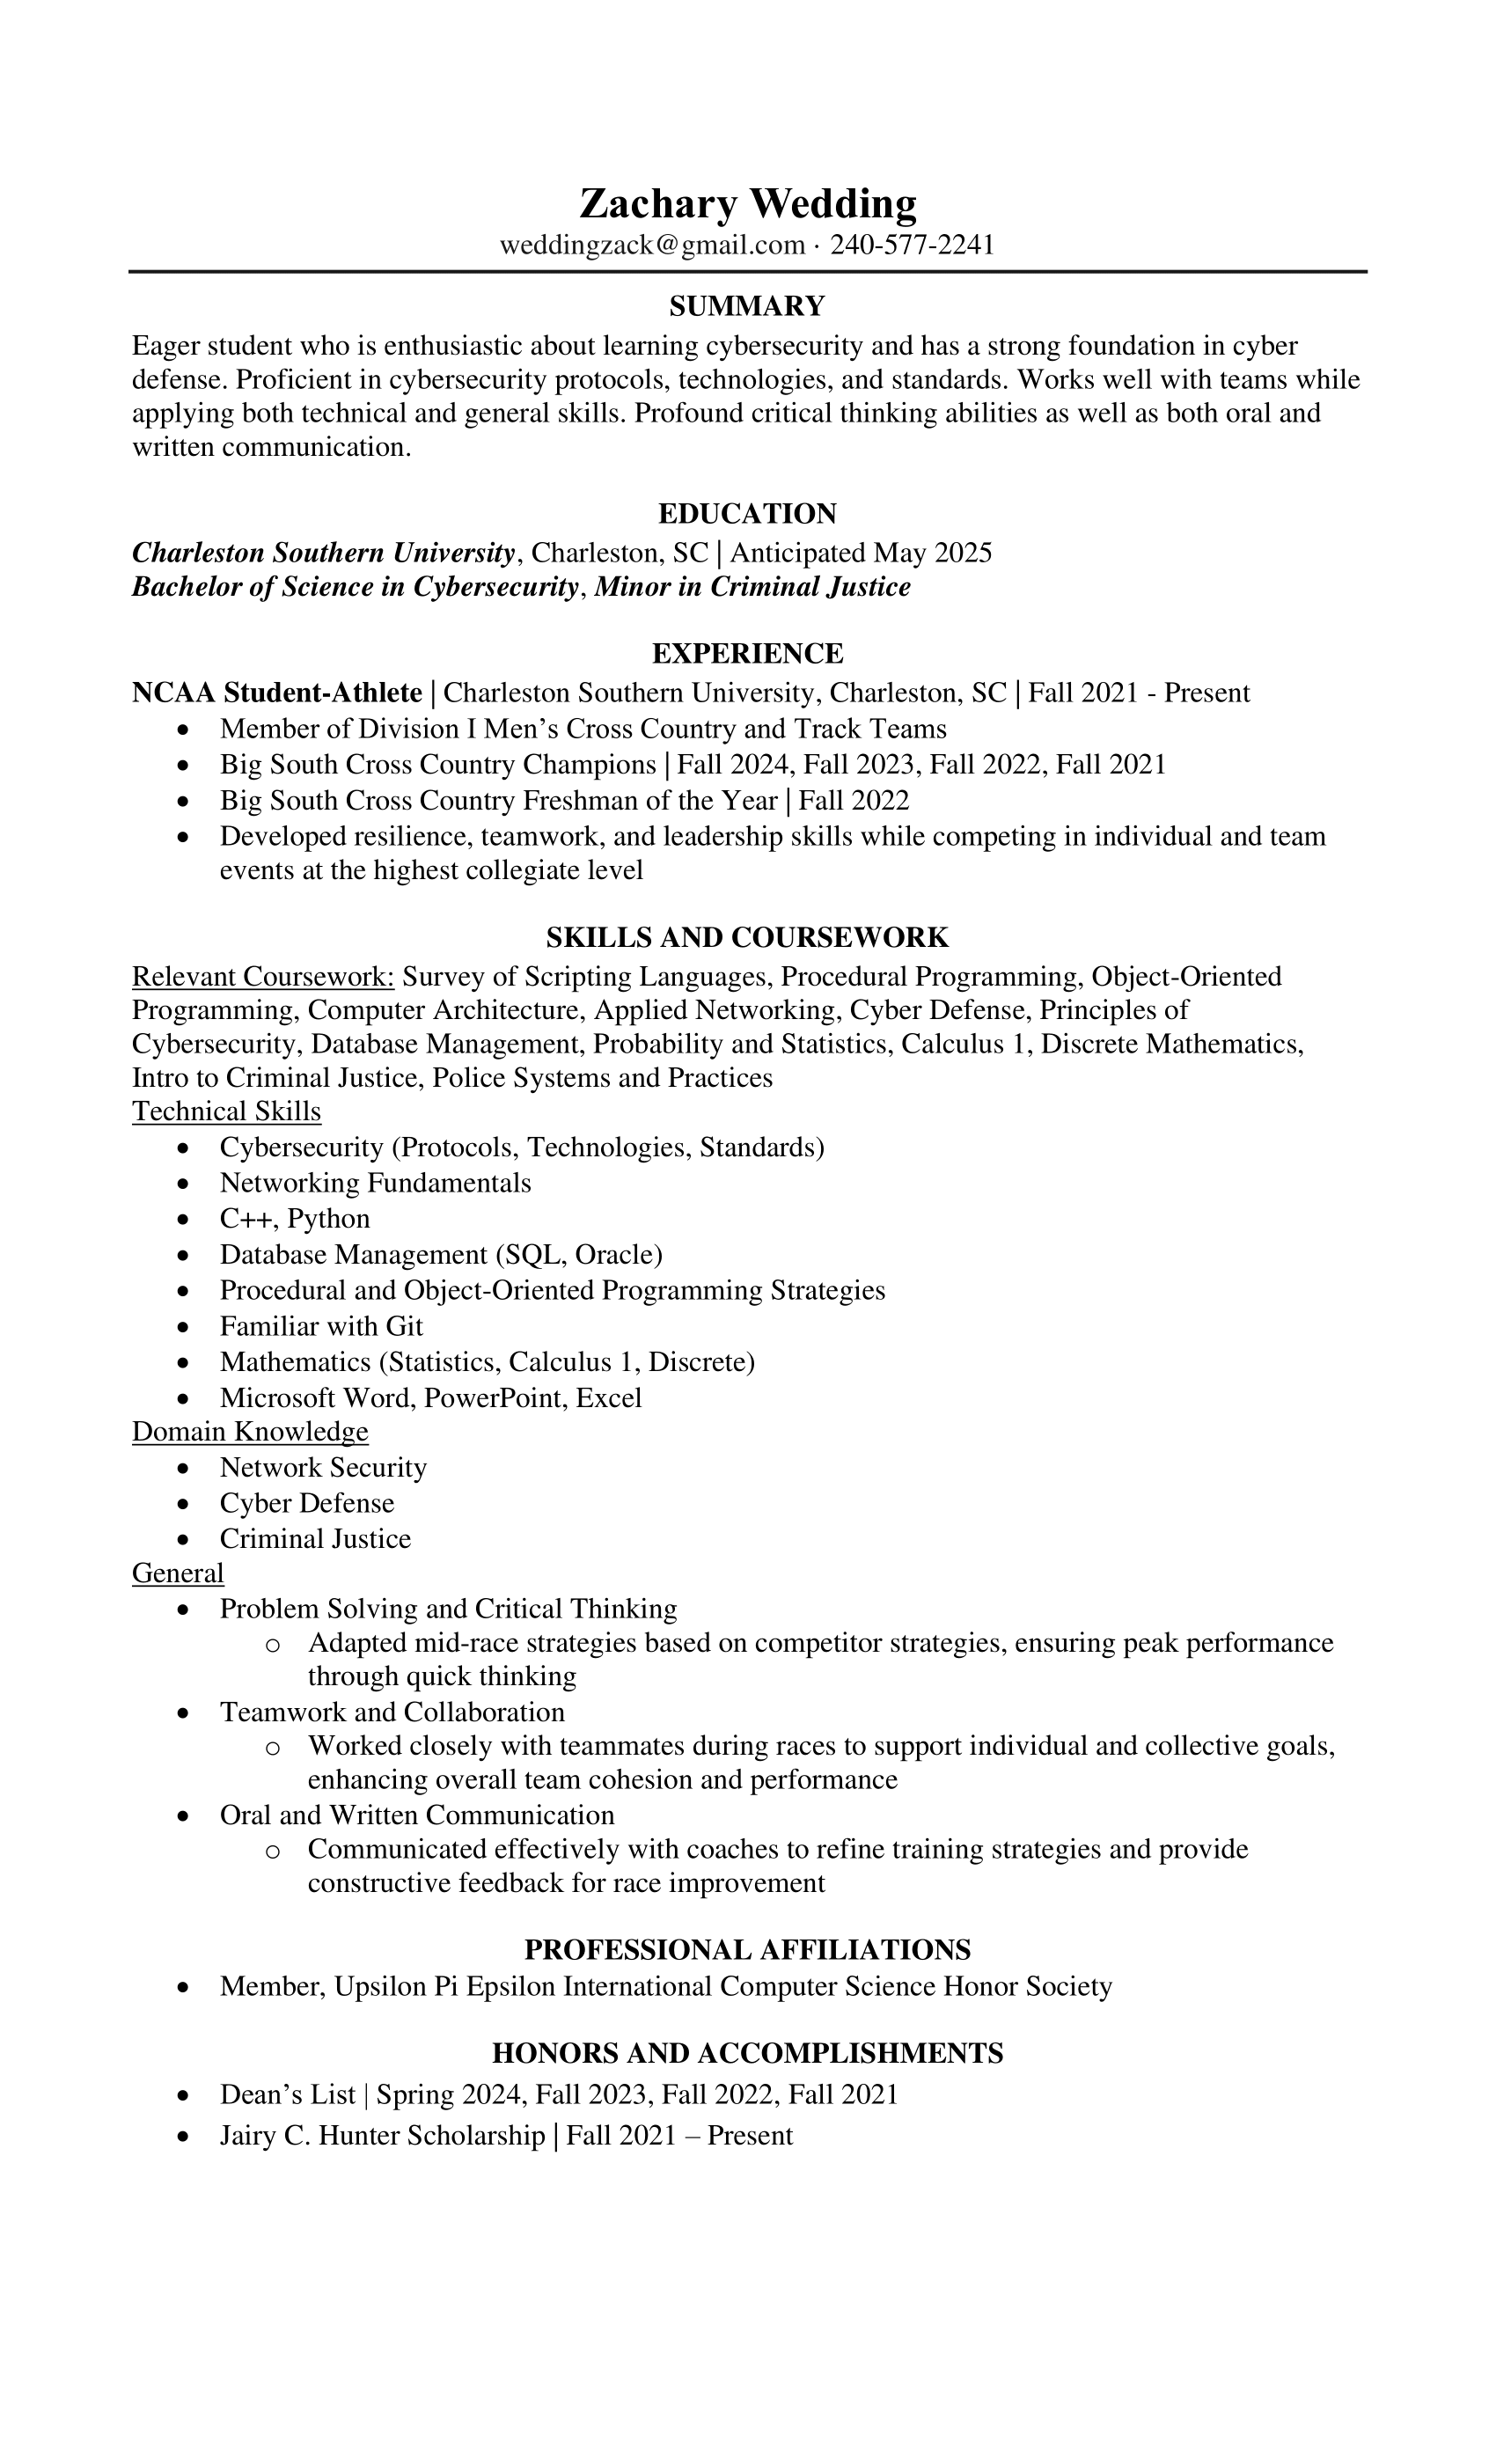 Zachary Wedding
weddingzack@gmail.com · 240-577-2241
SUMMARY
Eager student who is enthusiastic about learning cybersecurity and has a strong foundation in cyber
defense. Proficient in cybersecurity protocols, technologies, and standards. Works well with teams while
applying both technical and general skills. Profound critical thinking abilities as well as both oral and
written communication.
EDUCATION
Charleston Southern University, Charleston, SC | Anticipated May 2025
Bachelor of Science in Cybersecurity, Minor in Criminal Justice
EXPERIENCE
NCAA Student-Athlete | Charleston Southern University, Charleston, SC | Fall 2021 - Present
• Member of Division I Men’s Cross Country and Track Teams
• Big South Cross Country Champions | Fall 2024, Fall 2023, Fall 2022, Fall 2021
• Big South Cross Country Freshman of the Year | Fall 2022
• Developed resilience, teamwork, and leadership skills while competing in individual and team
events at the highest collegiate level
SKILLS AND COURSEWORK
Relevant Coursework: Survey of Scripting Languages, Procedural Programming, Object-Oriented
Programming, Computer Architecture, Applied Networking, Cyber Defense, Principles of
Cybersecurity, Database Management, Probability and Statistics, Calculus 1, Discrete Mathematics,
Intro to Criminal Justice, Police Systems and Practices
Technical Skills
• Cybersecurity (Protocols, Technologies, Standards)
• Networking Fundamentals
• C++, Python
• Database Management (SQL, Oracle)
• Procedural and Object-Oriented Programming Strategies
• Familiar with Git
• Mathematics (Statistics, Calculus 1, Discrete)
• Microsoft Word, PowerPoint, Excel
Domain Knowledge
• Network Security
• Cyber Defense
• Criminal Justice
General
• Problem Solving and Critical Thinking
o Adapted mid-race strategies based on competitor strategies, ensuring peak performance
through quick thinking
• Teamwork and Collaboration
o Worked closely with teammates during races to support individual and collective goals,
enhancing overall team cohesion and performance
• Oral and Written Communication
o Communicated effectively with coaches to refine training strategies and provide
constructive feedback for race improvement
PROFESSIONAL AFFILIATIONS
• Member, Upsilon Pi Epsilon International Computer Science Honor Society
HONORS AND ACCOMPLISHMENTS
• Dean’s List | Spring 2024, Fall 2023, Fall 2022, Fall 2021
• Jairy C. Hunter Scholarship | Fall 2021 – Present